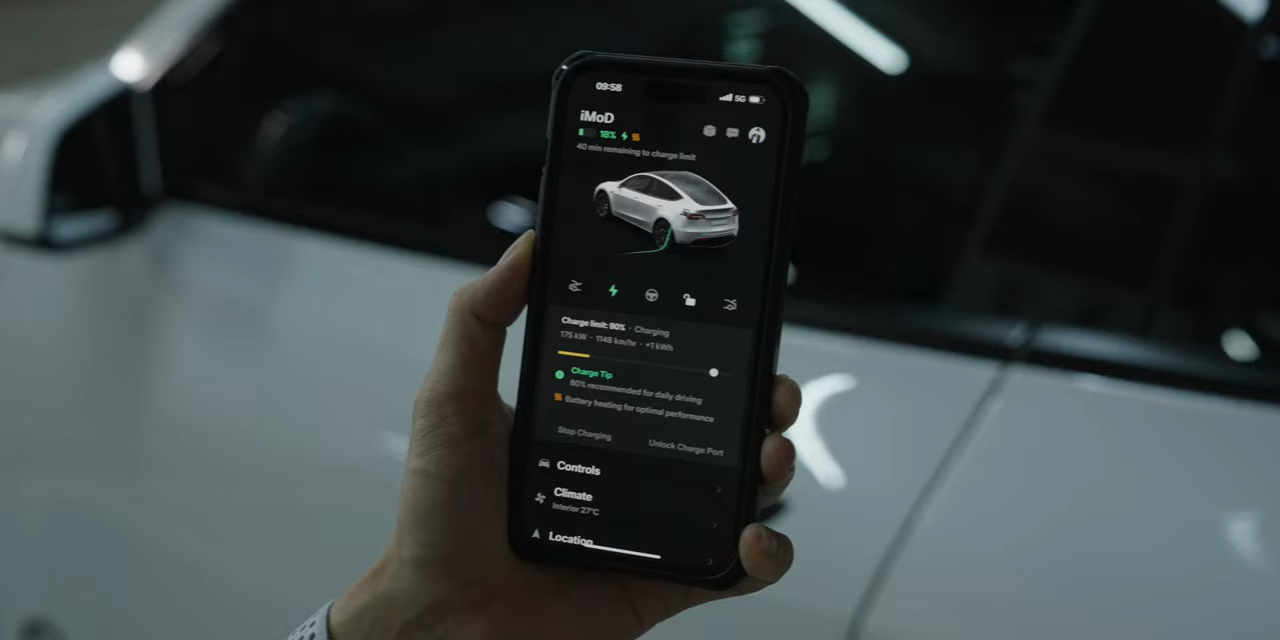 09:58
5G
iMoD
18%
40 min remaining to charge limit
Charge limit: 90% · Charging
175 kW · 1148 km/hr · +1 kWh
Charge Tip
80% recommended for daily driving
Battery heating for optimal performance
Stop Charging
Unlock Charge Port
Controls
Climate
Interior 27°C
Location